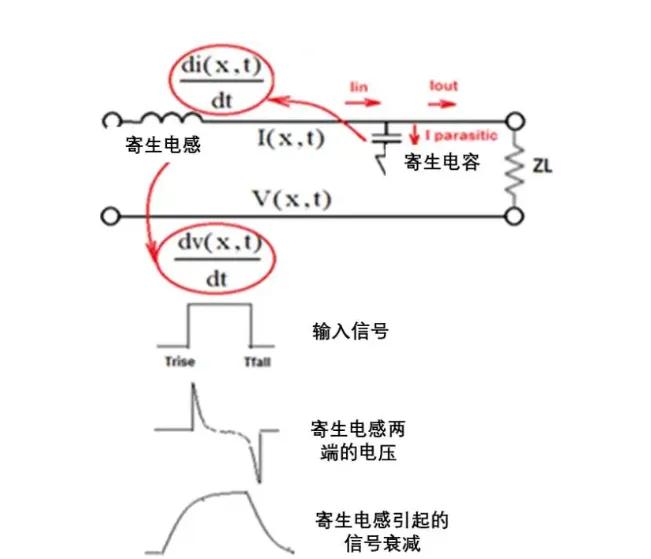 di(x,t)
dt
Iin
Iout
寄生电感
I(x,t)
I parasitic
寄生电容
ZL
V(x,t)
dv(x,t)
dt
输入信号
Trise
Tfall
寄生电感两
端的电压
寄生电感引起的
信号衰减